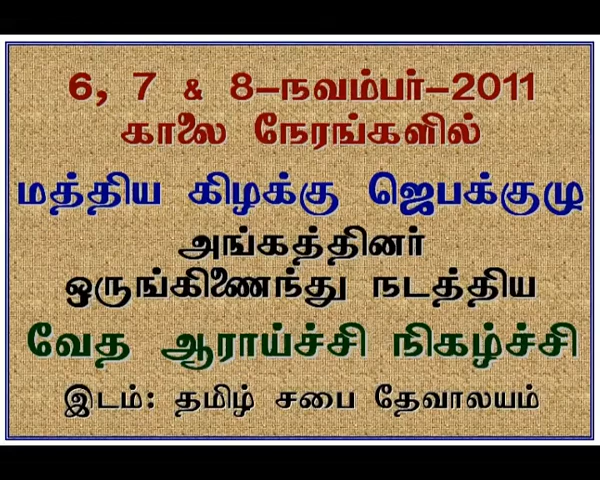 6, 7 & 8-நவம்பர்-2011
காலை நேரங்களில்
மத்திய கிழக்கு ஜெபக்குழு
அங்கத்தினர்
ஒருங்கிணைந்து நடத்திய
வேத ஆராய்ச்சி நிகழ்ச்சி
இடம்: தமிழ் சபை தேவாலயம்